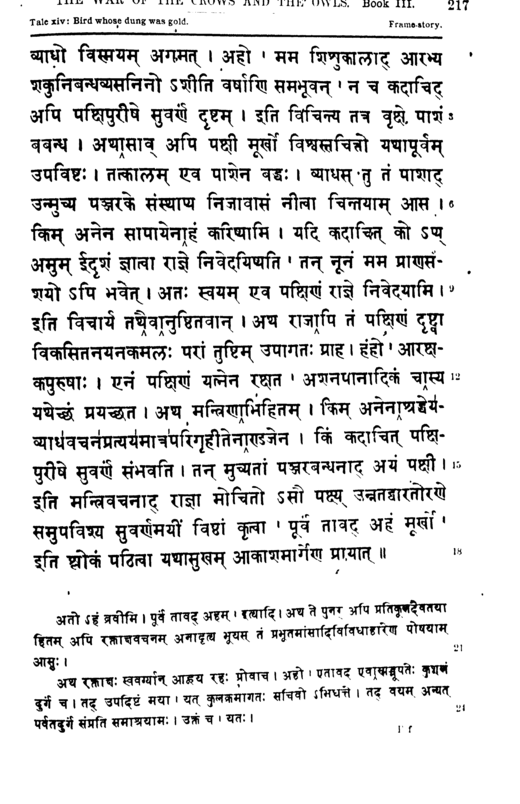 THE WAR OF THE CROWS AND THE OWLS. Book III. 217
Tale xiv: Bird whose dung was gold. Frame-story.
व्याधो विस्मयम् अगमत् । अहो ' मम शिशुकालाद् आरभ्य
शकुनिबन्धव्यसनिनो ऽशीति वर्षाणि समभूवन् ' न च कदाचिद्
अपि पक्षिपुरीषे सुवर्णं दृष्टम् । इति विचिन्त्य तत्र वृक्षे पाशं 3
बबन्ध । अथासाव् अपि पक्षी मूर्खो विश्वस्तचित्तो यथापूर्वम्
उपविष्टः । तत्कालम् एव पाशेन बद्धः । व्याधस् तु तं पाशाद्
उन्मुच्य पञ्जरके संस्थाप्य निजावासं नीत्वा चिन्तयाम् आस । 6
किम् अनेन सापायेनाहं करिष्यामि । यदि कदाचित् को ऽप्य्
अमुम् ईदृशं ज्ञात्वा राज्ञे निवेदयिष्यति ' तन् नूनं मम प्राणसं-
शयो ऽपि भवेत् । अतः स्वयम् एव पक्षिणं राज्ञे निवेदयामि । 9
इति विचार्य तथैवानुष्ठितवान् । अथ राजापि तं पक्षिणं दृष्ट्वा
विकसितनयनकमलः परां तुष्टिम् उपागतः प्राह । हंहो ' आरक्ष-
कपुरुषाः । एनं पक्षिणं यत्नेन रक्षत ' अशनपानादिकं चास्य 12
यथेच्छं प्रयच्छत । अथ मन्त्रिणाभिहितम् । किम् अनेनाश्रद्धेय-
व्याधवचनप्रत्ययमात्रपरिगृहीतेनाण्डजेन । किं कदाचित् पक्षि-
पुरीषे सुवर्णं संभवति । तन् मुच्यतां पञ्जरबन्धनाद् अयं पक्षी । 15
इति मन्त्रिवचनाद् राज्ञा मोचितो ऽसौ पक्ष्य् उन्नतद्वारतोरणे
समुपविश्य सुवर्णमयीं विष्ठां कृत्वा ' पूर्वं तावद् अहं मूर्खो '
इति श्लोकं पठित्वा यथासुखम् आकाशमार्गेण प्रायात् ॥ 18
अतो ऽहं ब्रवीमि । पूर्वं तावद् अहम् ' इत्यादि । अथ ते पुनर् अपि प्रतिकूलदैवतया
हितम् अपि रक्ताक्षवचनम् अनादृत्य भूयस् तं प्रभूतमांसादिविविधाहारेण पोषयाम्
आसुः । 21
अथ रक्ताक्षः स्ववर्ग्यान् आहूय रहः प्रोवाच । अहो ' एतावद् एवास्मद्भूपतेः कुशलं
दुर्गं च । तद् उपदिष्टं मया ' यत् कुलक्रमागतः सचिवो ऽभिधत्ते । तद् वयम् अन्यत्
पर्वतदुर्गं संप्रति समाश्रयामः । उक्तं च ' यतः । 24